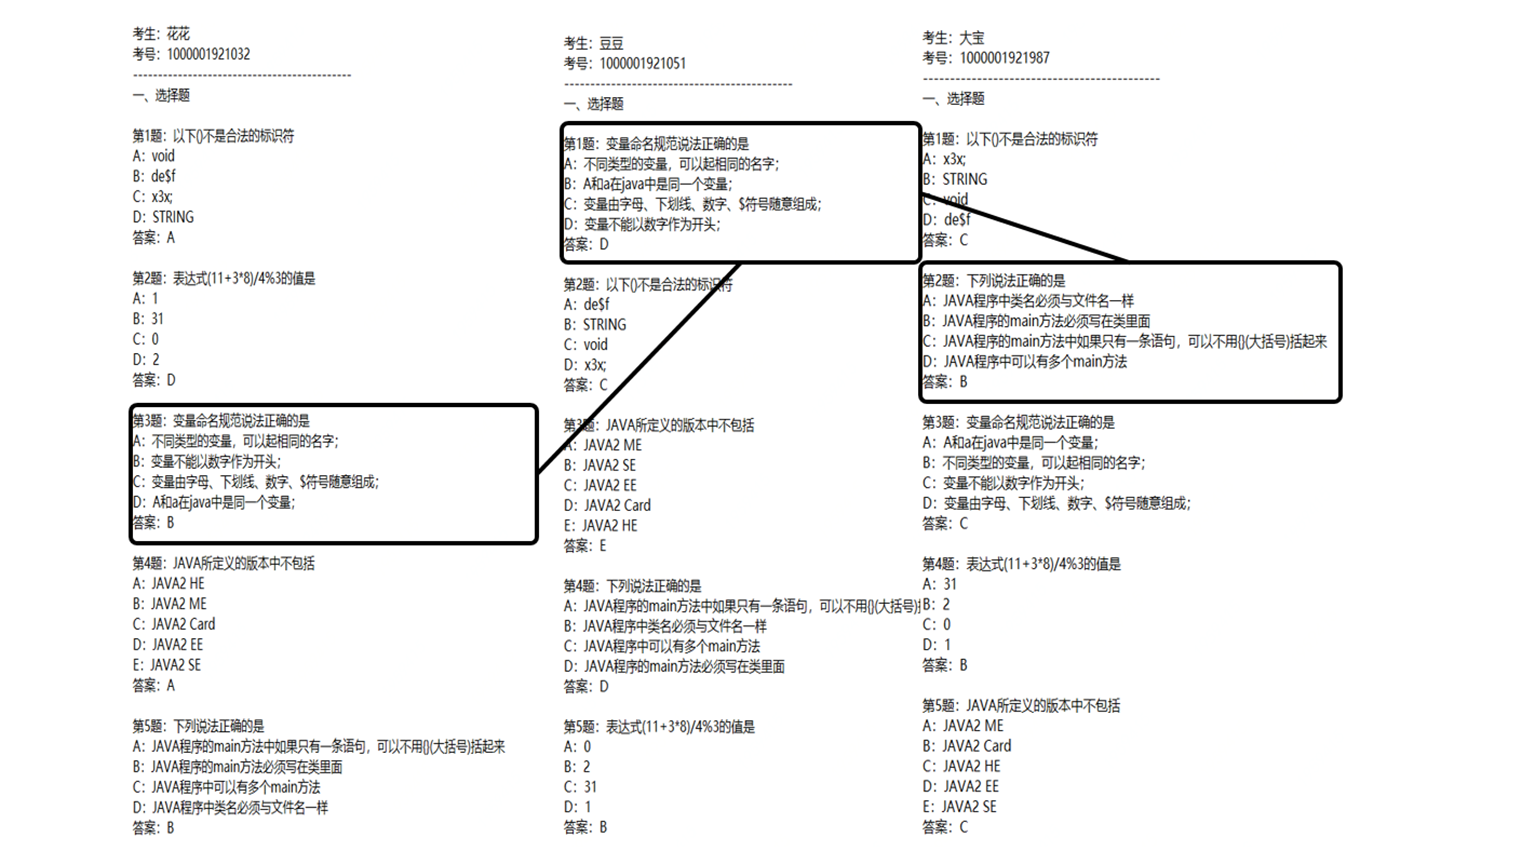 考生：花花
考号：1000001921032
--------------------------------------------
一、选择题
第1题：以下()不是合法的标识符
A：void
B：de$f
C：x3x;
D：STRING
答案：A
第2题：表达式(11+3*8)/4%3的值是
A：1
B：31
C：0
D：2
答案：D
第3题：变量命名规范说法正确的是
A：不同类型的变量，可以起相同的名字；
B：变量不能以数字作为开头；
C：变量由字母、下划线、数字、$符号随意组成；
D：A和a在java中是同一个变量；
答案：B
第4题：JAVA所定义的版本中不包括
A：JAVA2 HE
B：JAVA2 ME
C：JAVA2 Card
D：JAVA2 EE
E：JAVA2 SE
答案：A
第5题：下列说法正确的是
A：JAVA程序的main方法中如果只有一条语句，可以不用{}(大括号)括起来
B：JAVA程序的main方法必须写在类里面
C：JAVA程序中可以有多个main方法
D：JAVA程序中类名必须与文件名一样
答案：B
考生：豆豆
考号：1000001921051
--------------------------------------------
一、选择题
第1题：变量命名规范说法正确的是
A：不同类型的变量，可以起相同的名字；
B：A和a在java中是同一个变量；
C：变量由字母、下划线、数字、$符号随意组成；
D：变量不能以数字作为开头；
答案：D
第2题：以下()不是合法的标识符
A：de$f
B：STRING
C：void
D：x3x;
答案：C
第3题：JAVA所定义的版本中不包括
A：JAVA2 ME
B：JAVA2 SE
C：JAVA2 EE
D：JAVA2 Card
E：JAVA2 HE
答案：E
第4题：下列说法正确的是
A：JAVA程序的main方法中如果只有一条语句，可以不用{}(大括号)
B：JAVA程序中类名必须与文件名一样
C：JAVA程序中可以有多个main方法
D：JAVA程序的main方法必须写在类里面
答案：D
第5题：表达式(11+3*8)/4%3的值是
A：0
B：2
C：31
D：1
答案：B
考生：大宝
考号：1000001921987
--------------------------------------------
一、选择题
第1题：以下()不是合法的标识符
A：x3x;
B：STRING
C：void
D：de$f
答案：C
第2题：下列说法正确的是
A：JAVA程序中类名必须与文件名一样
B：JAVA程序的main方法必须写在类里面
C：JAVA程序的main方法中如果只有一条语句，可以不用{}(大括号)括起来
D：JAVA程序中可以有多个main方法
答案：B
第3题：变量命名规范说法正确的是
A：A和a在java中是同一个变量；
B：不同类型的变量，可以起相同的名字；
C：变量不能以数字作为开头；
D：变量由字母、下划线、数字、$符号随意组成；
答案：C
第4题：表达式(11+3*8)/4%3的值是
A：31
B：2
C：0
D：1
答案：B
第5题：JAVA所定义的版本中不包括
A：JAVA2 ME
B：JAVA2 Card
C：JAVA2 HE
D：JAVA2 EE
E：JAVA2 SE
答案：C